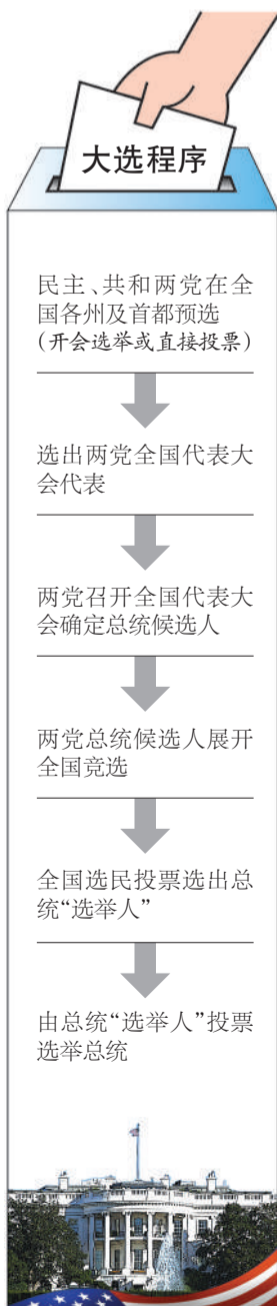 大选程序
民主、共和两党在全
国各州及首都预选
(开会选举或直接投票)
选出两党全国代表大
会代表
两党召开全国代表大
会确定总统候选人
两党总统候选人展开
全国竞选
全国选民投票选出总
统“选举人”
由总统“选举人”投票
选举总统